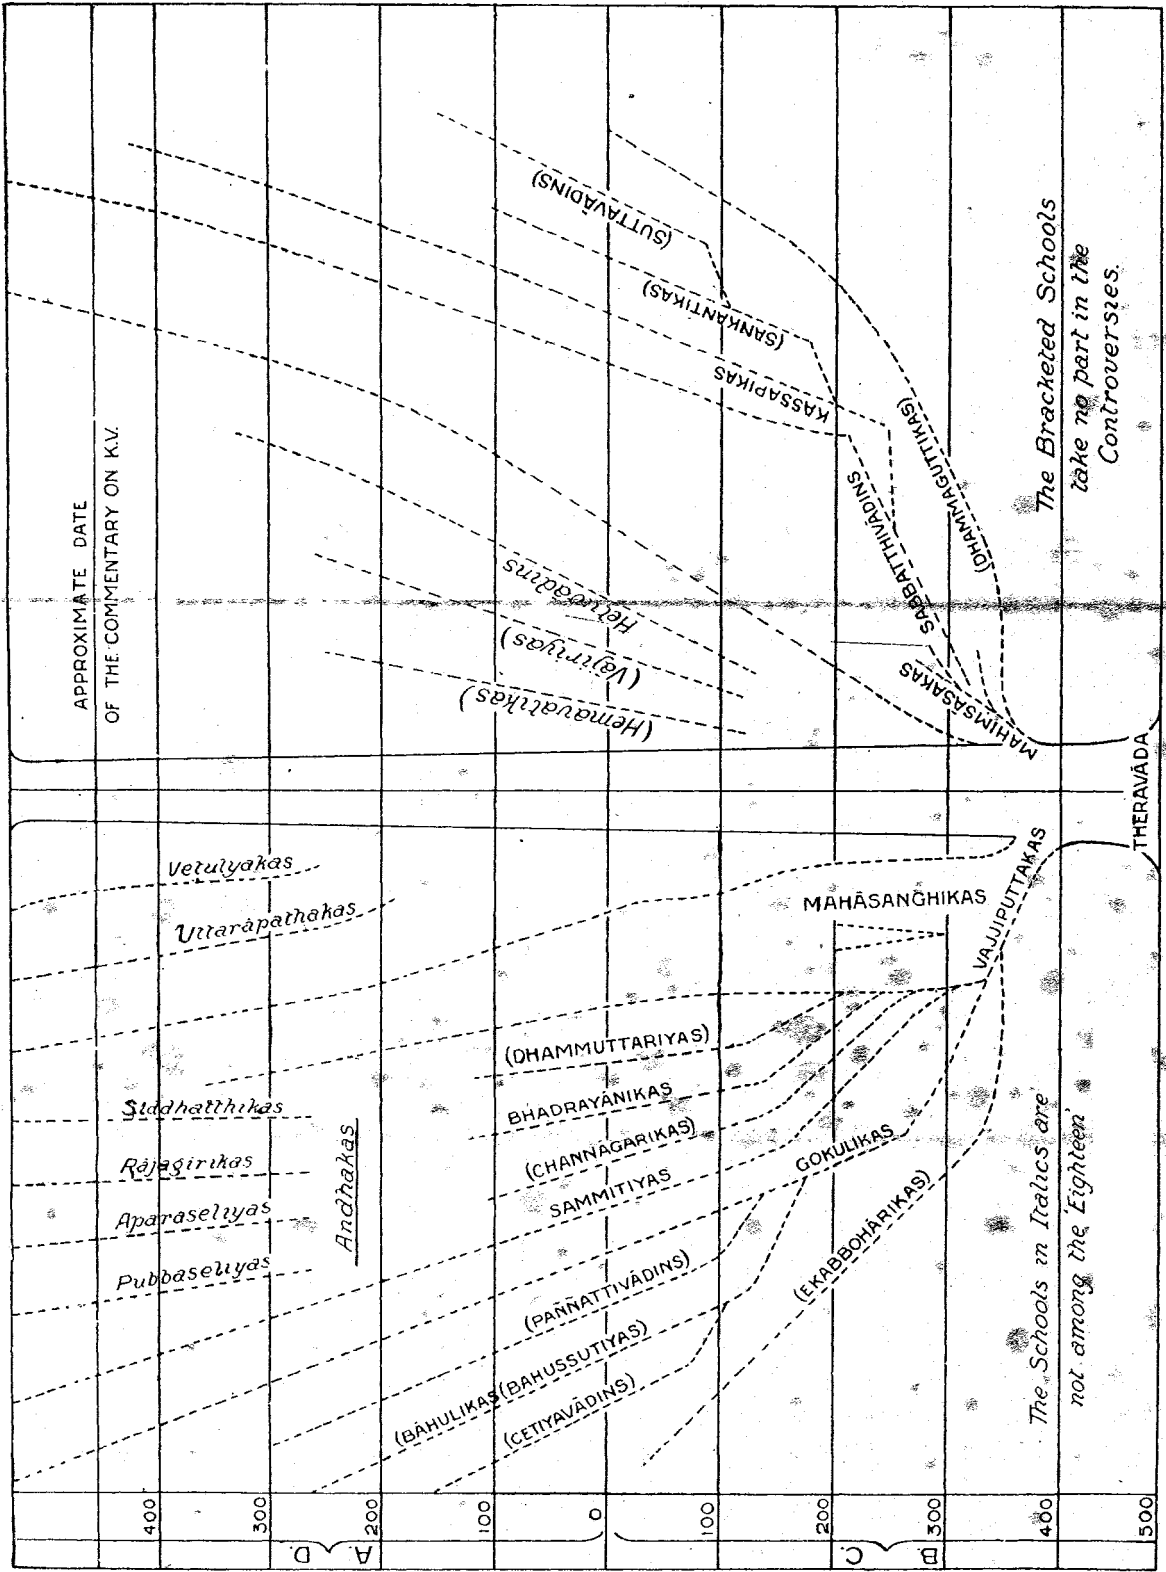 APPROXIMATE DATE
OF THE COMMENTARY ON K.V.
(SUTTAVĀDINS)
(SANKANTIKAS)
KASSAPIKAS
SABBATTHIVĀDINS
(DHAMMAGUTTIKAS)
MAHIMSĀSAKAS
Hetuvādins
(Vājiriyas)
(Hemavatikas)
The Bracketed Schools
take no part in the
Controversies.
THERAVĀDA
Vetulyakas
Uttarāpathakas
MAHĀSANGHIKAS
VAJJIPUTTAKAS
(DHAMMUTTARIYAS)
BHADRAYĀNIKAS
(CHANNĀGARIKAS)
SAMMITIYAS
GOKULIKAS
(PANNATTIVĀDINS)
(BĀHULIKAS (BAHUSSUTIYAS)
(CETIYAVĀDINS)
(EKABBOHĀRIKAS)
Siddhatthikas
Rājagirikas
Aparaseliyas
Pubbaseliyas
Andhakas
The Schools in Italics are
not among the 'Eighteen'
400
300
200
100
0
100
200
300
400
500
A. D.
B. C.